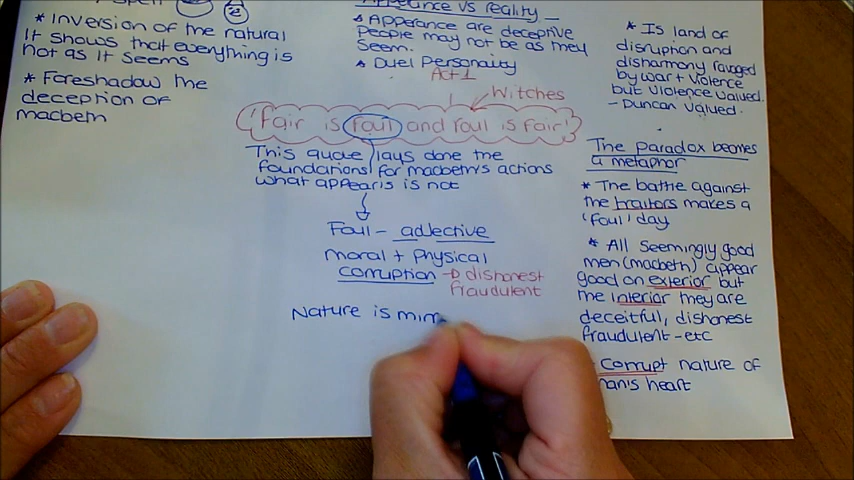 Spell
2
* Inversion of the natural
It shows that everything is
not as it seems
* Foreshadow the
deception of
macbeth
Apperance vs reality -
* Apperance are deceptive
People may not be as they
Seem.
* Duel Personality
Act 1
Witches
'Fair is foul and foul is fair'
This quote lays done the
foundations for macbeth's actions
what appearis is not
Foul - adjective
moral + Physical
corruption → dishonest
fraudulent
Nature is mim
* Is land of
disruption and
disharmony ravaged
by war + violence
but violence valued.
- Duncan valued.
The paradox becomes
a metaphor
* The battle against
the traitors makes a
'foul' day
* All Seemingly good
men (macbeth) appear
good on exterior but
the interior they are
deceitful, dishonest
fraudulent - etc
Corrupt nature of
man's heart